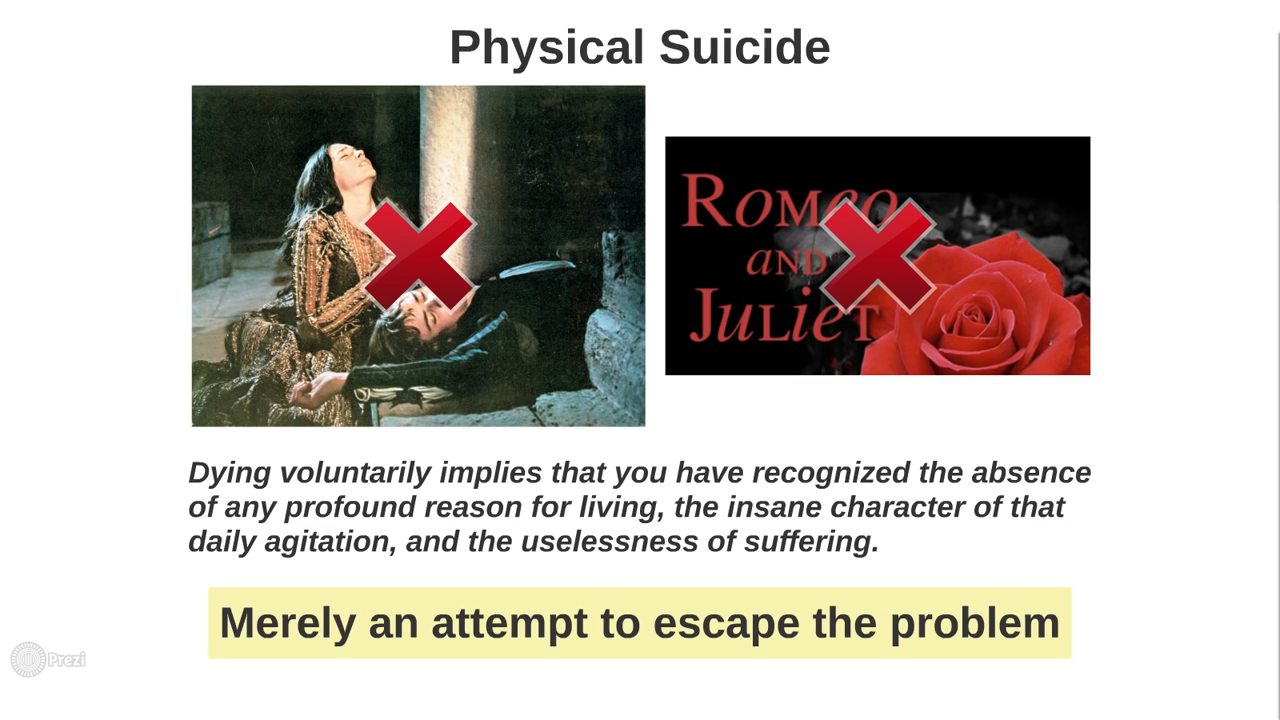 Physical Suicide
Romeo
and
Juliet
Dying voluntarily implies that you have recognized the absence
of any profound reason for living, the insane character of that
daily agitation, and the uselessness of suffering.
Merely an attempt to escape the problem
Prezi